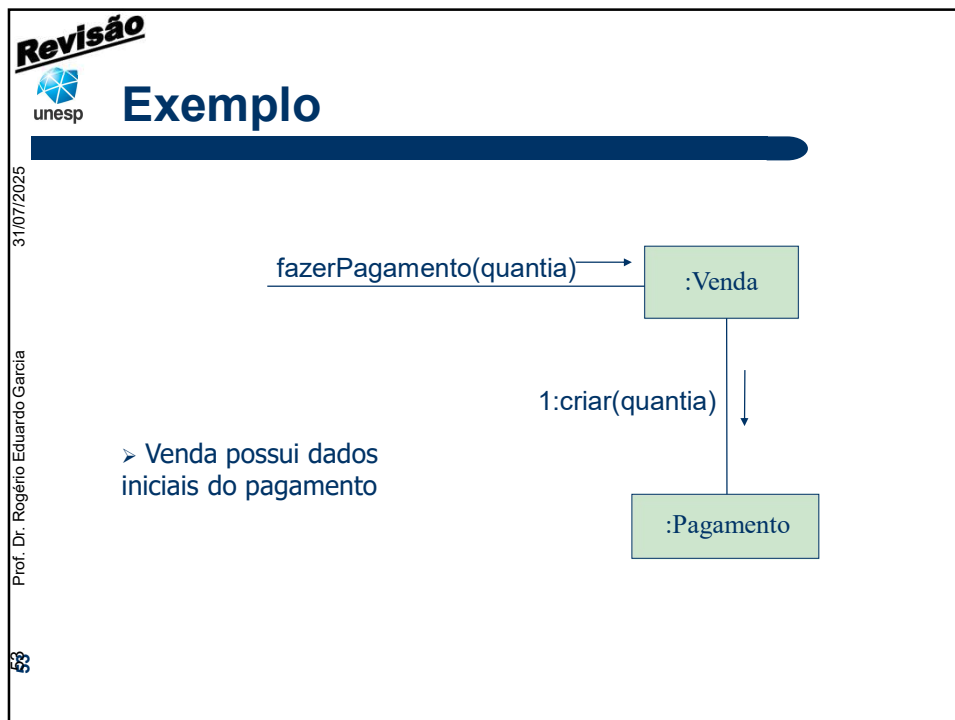 Revisão
unesp
Exemplo
31/07/2025
fazerPagamento(quantia)
:Venda
1:criar(quantia)
Prof. Dr. Rogério Eduardo Garcia
➢ Venda possui dados
iniciais do pagamento
:Pagamento
53
53